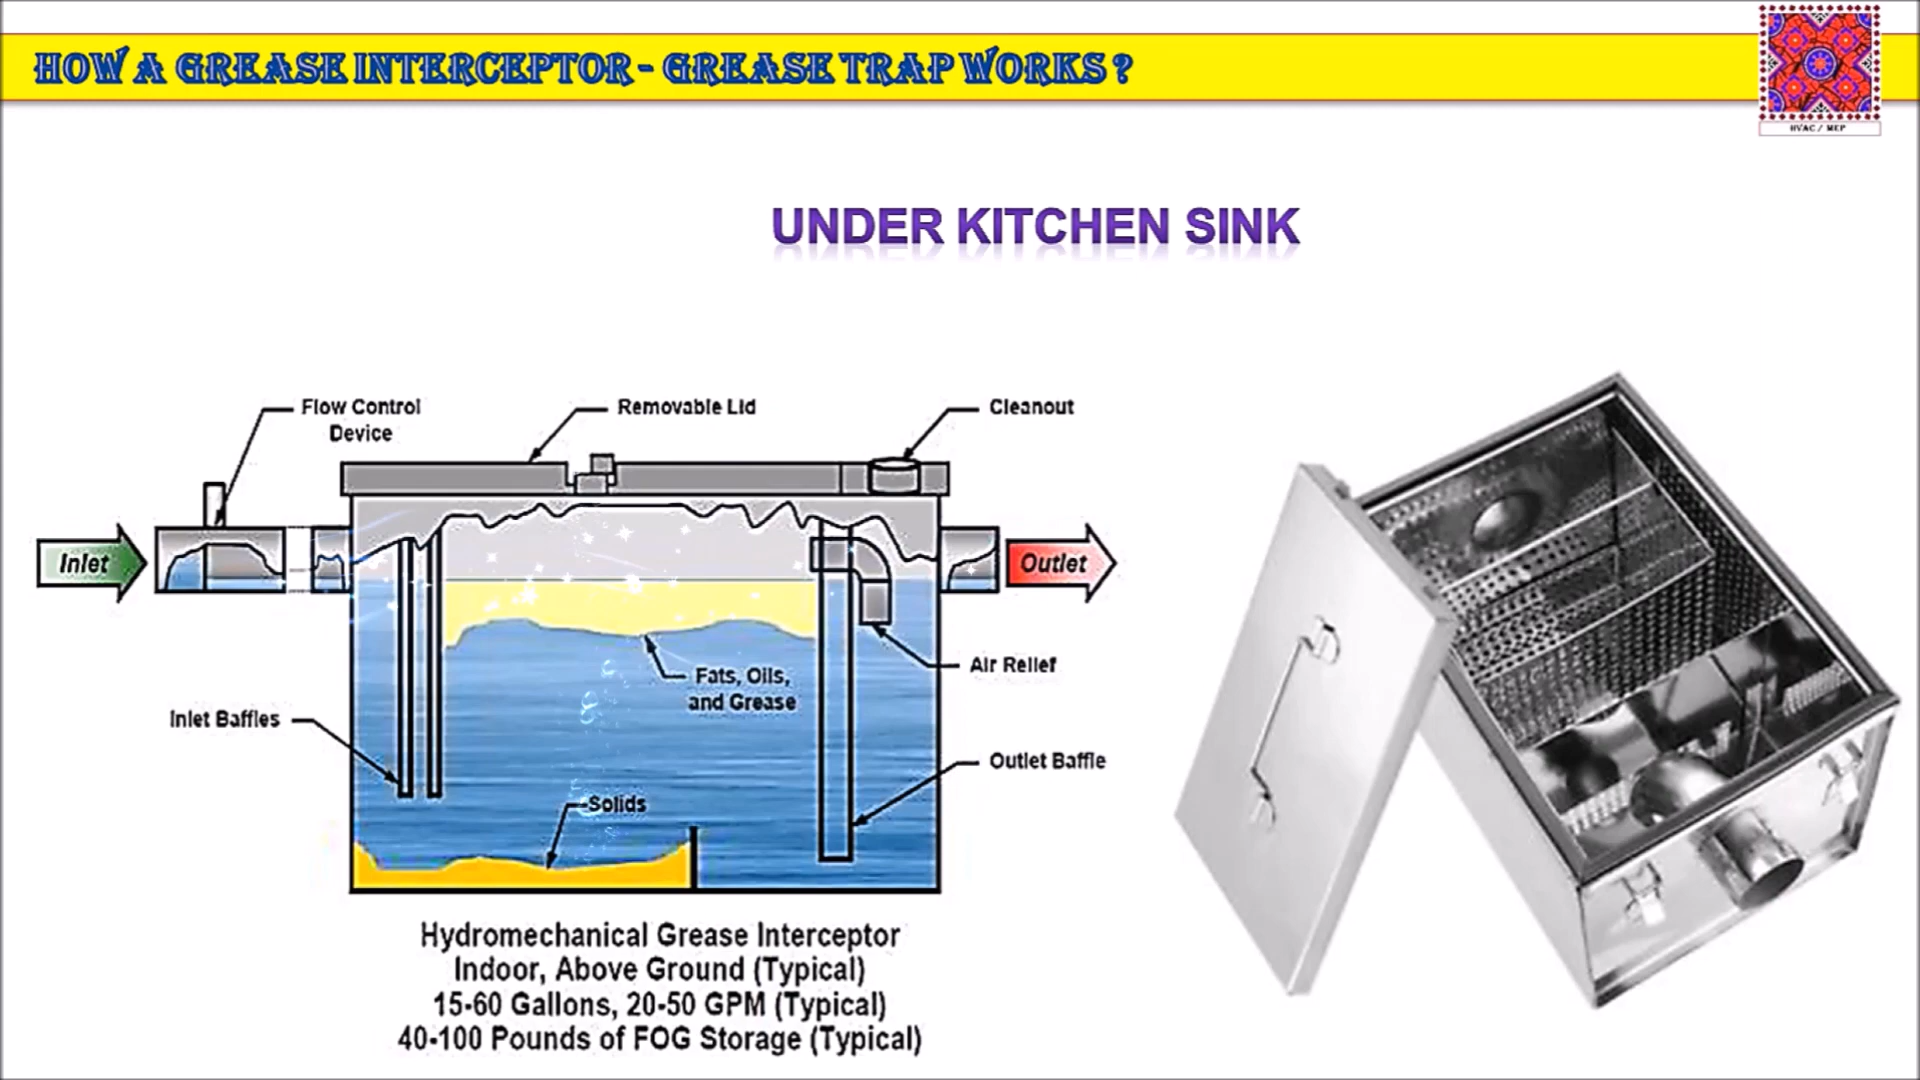 HOW A GREASE INTERCEPTOR - GREASE TRAP WORKS ?
HVAC / MEP
UNDER KITCHEN SINK
Flow Control
Device
Removable Lid
Cleanout
Inlet
Outlet
Air Relief
Fats, Oils,
and Grease
Inlet Baffles
Outlet Baffle
Solids
Hydromechanical Grease Interceptor
Indoor, Above Ground (Typical)
15-60 Gallons, 20-50 GPM (Typical)
40-100 Pounds of FOG Storage (Typical)